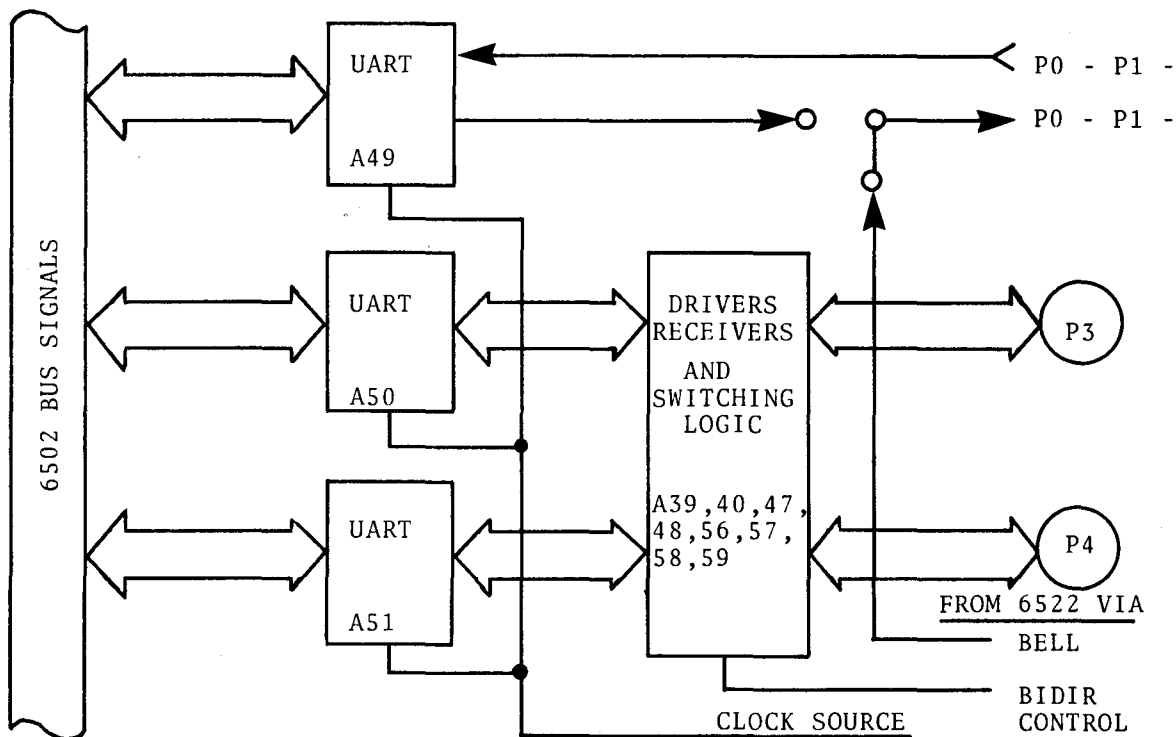 UART
A49
P0 - P1 -
P0 - P1 -
6502 BUS SIGNALS
UART
A50
DRIVERS
RECEIVERS
AND
SWITCHING
LOGIC
A39,40,47,
48,56,57,
58,59
P3
UART
A51
P4
FROM 6522 VIA
BELL
BIDIR
CONTROL
CLOCK SOURCE